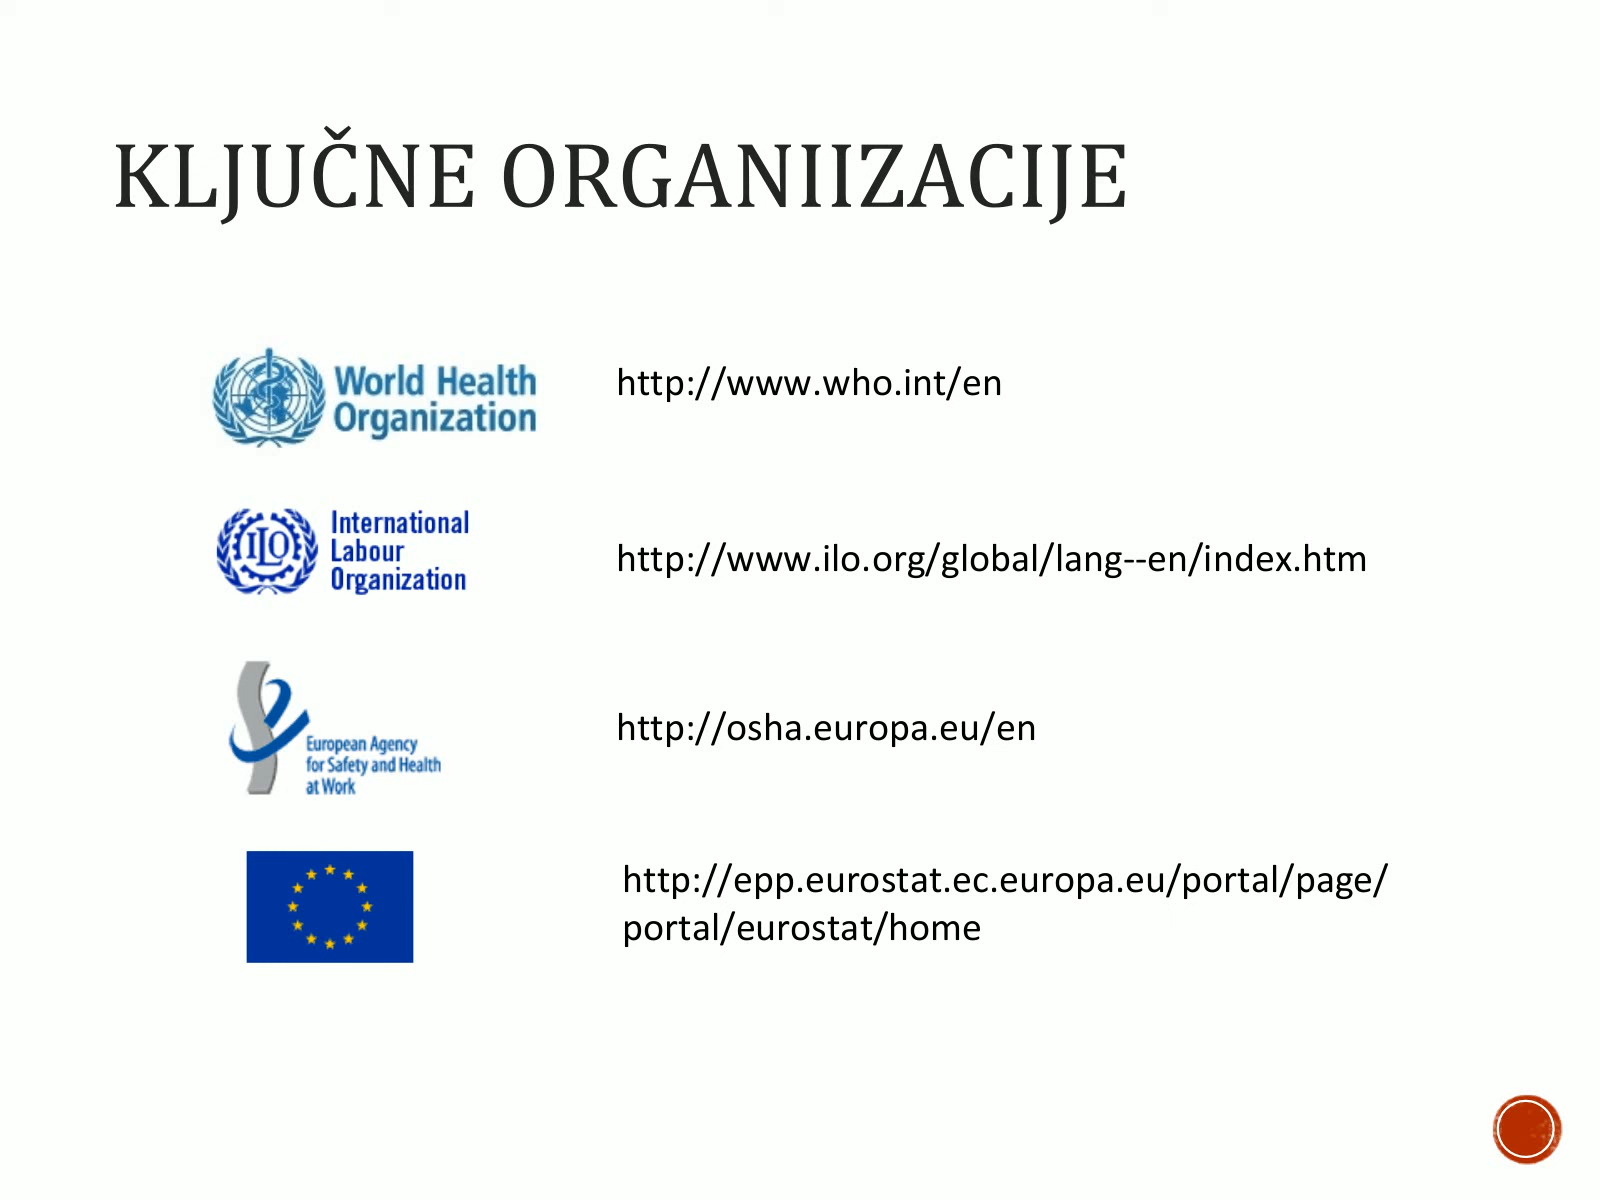 KLJUČNE ORGANIIZACIJE
World Health
Organization
http://www.who.int/en
ILO
International
Labour
Organization
http://www.ilo.org/global/lang--en/index.htm
European Agency
for Safety and Health
at Work
http://osha.europa.eu/en
http://epp.eurostat.ec.europa.eu/portal/page/
portal/eurostat/home